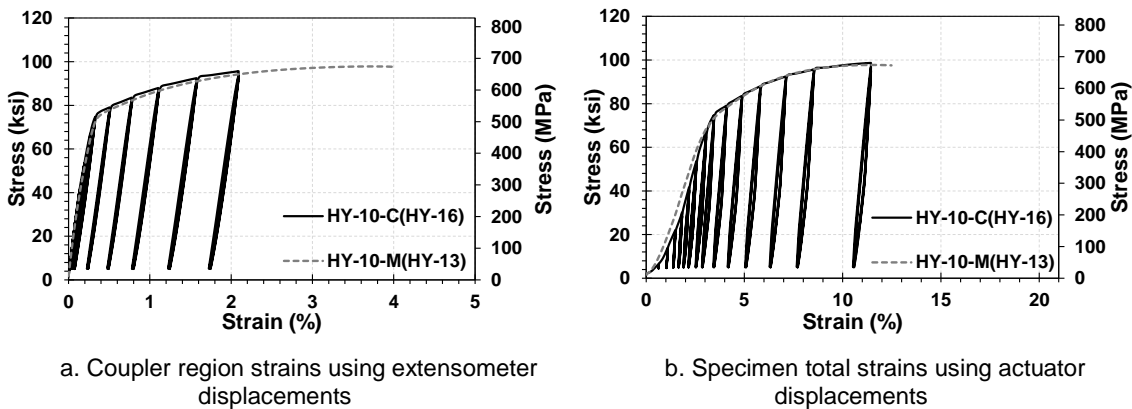 120
100
80
60
40
20
0
Stress (ksi)
800
700
600
500
400
300
200
100
0
Stress (MPa)
HY-10-C(HY-16)
HY-10-M(HY-13)
0 1 2 3 4 5
Strain (%)
a. Coupler region strains using extensometer
displacements
120
100
80
60
40
20
0
Stress (ksi)
800
700
600
500
400
300
200
100
0
Stress (MPa)
HY-10-C(HY-16)
HY-10-M(HY-13)
0 5 10 15 20
Strain (%)
b. Specimen total strains using actuator
displacements